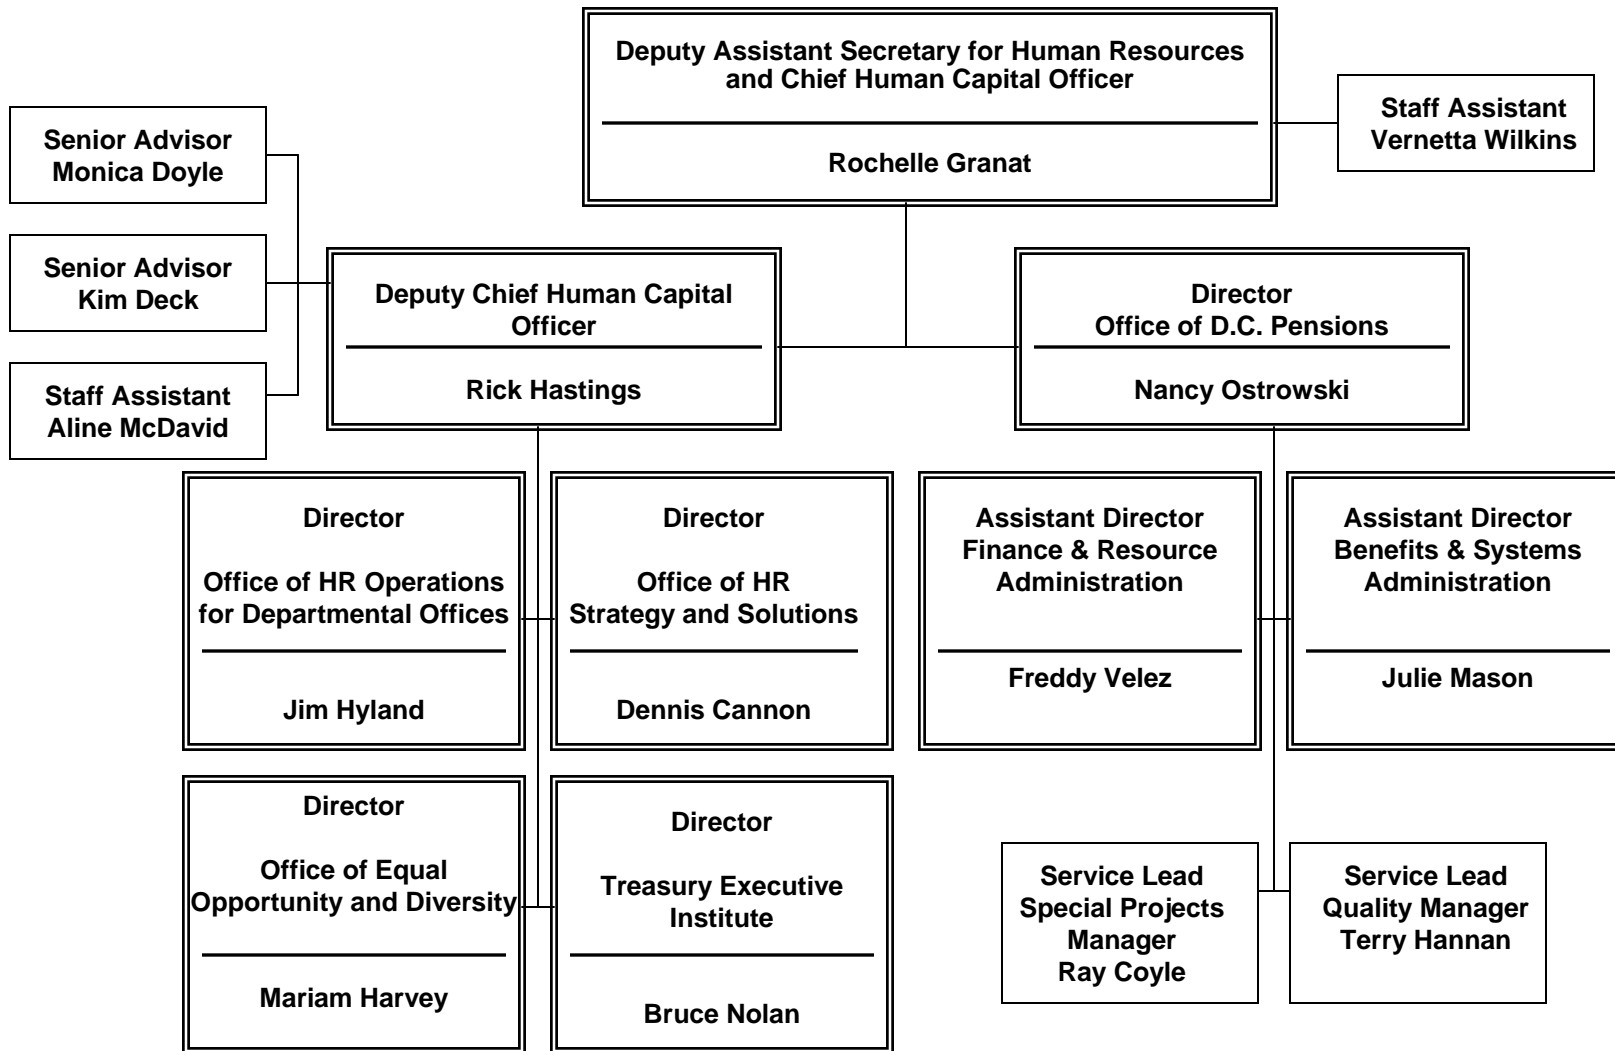 Deputy Assistant Secretary for Human Resources
and Chief Human Capital Officer
Rochelle Granat
Staff Assistant
Vernetta Wilkins
Senior Advisor
Monica Doyle
Senior Advisor
Kim Deck
Staff Assistant
Aline McDavid
Deputy Chief Human Capital
Officer
Rick Hastings
Director
Office of D.C. Pensions
Nancy Ostrowski
Director
Office of HR Operations
for Departmental Offices
Jim Hyland
Director
Office of HR
Strategy and Solutions
Dennis Cannon
Assistant Director
Finance & Resource
Administration
Freddy Velez
Assistant Director
Benefits & Systems
Administration
Julie Mason
Director
Office of Equal
Opportunity and Diversity
Mariam Harvey
Director
Treasury Executive
Institute
Bruce Nolan
Service Lead
Special Projects
Manager
Ray Coyle
Service Lead
Quality Manager
Terry Hannan